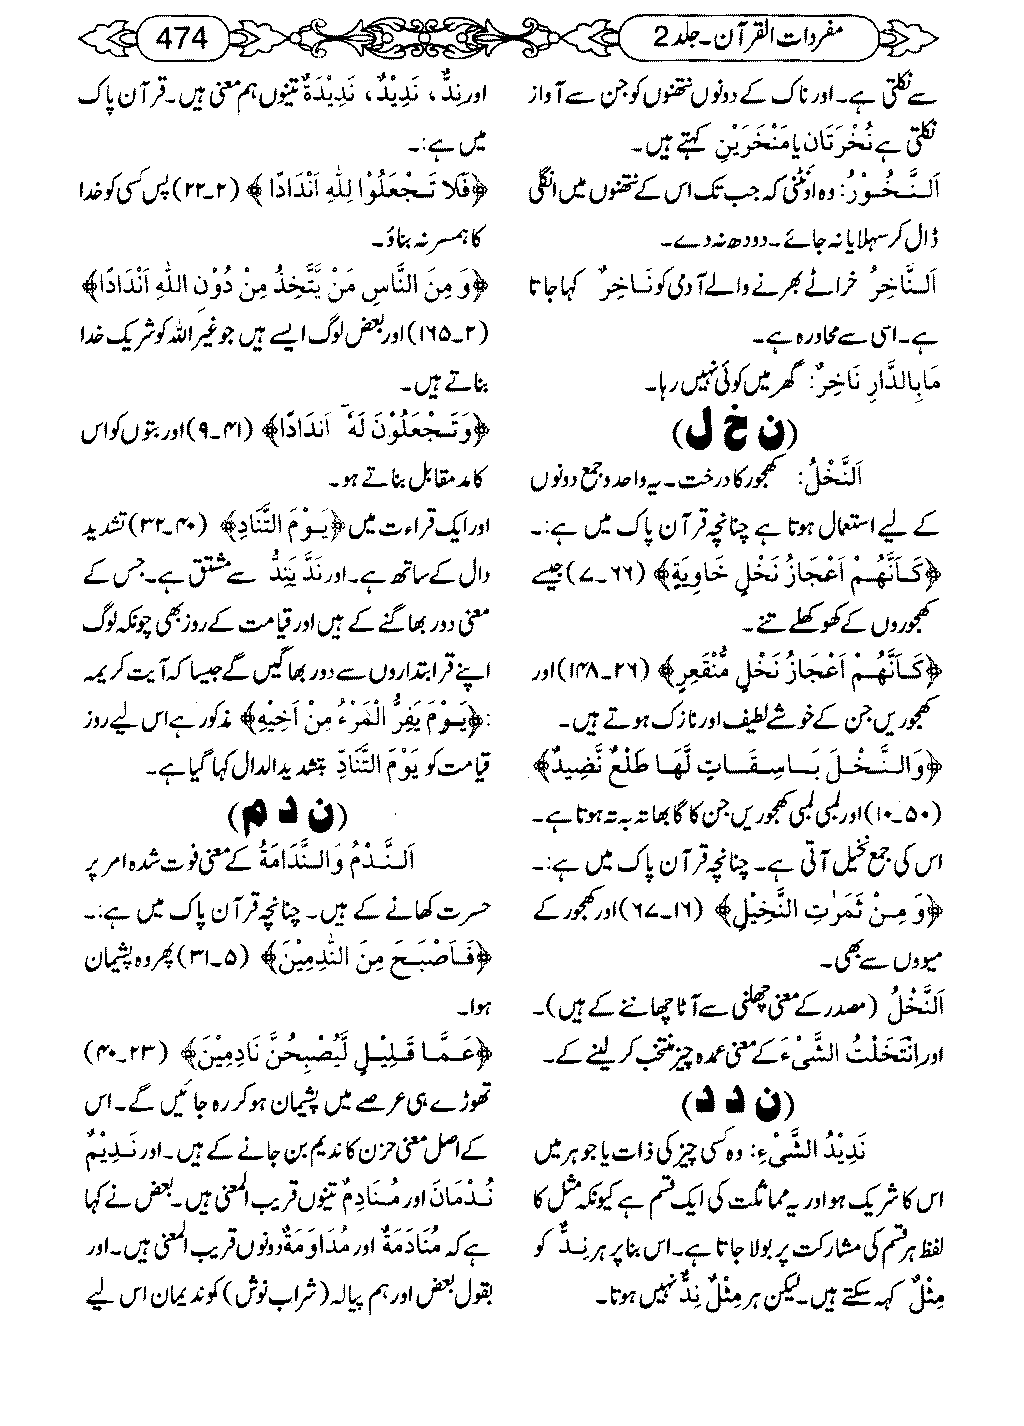 مفردات القرآن۔ جلد 2
474
سے نکلتی ہے۔ اور ناک کے دونوں نتھنوں کو جن سے آواز
نکلتی ہے نُخْرَتَان یا مَنْخَرَیْنِ کہتے ہیں۔
اَلنَّخُوْرُ: وہ اونٹنی کہ جب تک اس کے نتھنوں میں انگلی
ڈال کر سہلایا نہ جائے۔ دودھ نہ دے۔
اَلنَّاخِرُ خراٹے بھرنے والے آدمی کو نَاخِرٌ کہا جاتا
ہے۔ اسی سے محاورہ ہے۔
مَا بِالدَّارِ نَاخِرٌ: گھر میں کوئی نہیں رہا۔
(ن خ ل)
اَلنَّخْلُ: کھجور کا درخت۔ یہ واحد و جمع دونوں
کے لیے استعمال ہوتا ہے چنانچہ قرآن پاک میں ہے:۔
﴿كَاَنَّهُمْ اَعْجَازُ نَخْلٍ خَاوِيَةٍ﴾ (۶۶۔۷) جیسے
کھجوروں کے کھوکھلے تنے۔
﴿كَاَنَّهُمْ اَعْجَازُ نَخْلٍ مُّنْقَعِرٍ﴾ (۲۶۔۱۴۸) اور
کھجوریں جن کے خوشے لطیف اور نازک ہوتے ہیں۔
﴿وَالنَّخْلَ بَاسِقَاتٍ لَّهَا طَلْعٌ نَّضِيدٌ﴾
(۵۰۔۱۰) اور لمبی لمبی کھجوریں جن کا گابھا تہ بہ تہ ہوتا ہے۔
اس کی جمع نخیل آتی ہے۔ چنانچہ قرآن پاک میں ہے:۔
﴿وَ مِنْ ثَمَرٰتِ النَّخِيْلِ﴾ (۱۶۔۶۷) اور کھجور کے
میووں سے بھی۔
اَلنَّخْلُ (مصدر کے معنی چھلنی سے آٹا چھاننے کے ہیں)۔
اور اِنْتَخَلْتُ الشَّیْءَ کے معنی عمدہ چیز منتخب کر لینے کے۔
(ن د د)
نَدِيْدُ الشَّيْءِ: وہ کسی چیز کی ذات یا جوہر میں
اس کا شریک ہو اور یہ مماثلت کی ایک قسم ہے کیونکہ مثل کا
لفظ ہر قسم کی مشارکت پر بولا جاتا ہے۔ اس بنا پر ہر نِدٌّ کو
مِثْلٌ کہہ سکتے ہیں۔ لیکن ہر مِثْلٌ نِدٌّ نہیں ہوتا۔
اور نِدٌّ، نَدِيْدٌ، نَدِيْدَةٌ تینوں ہم معنی ہیں۔ قرآن پاک
میں ہے:۔
﴿فَلَا تَجْعَلُوْا لِلّٰهِ اَنْدَادًا﴾ (۲۔۲۲) پس کسی کو خدا
کا ہمسر نہ بناؤ۔
﴿وَ مِنَ النَّاسِ مَنْ يَّتَّخِذُ مِنْ دُوْنِ اللّٰهِ اَنْدَادًا﴾
(۲۔۱۶۵) اور بعض لوگ ایسے ہیں جو غیر اللہ کو شریک خدا
بناتے ہیں۔
﴿وَتَجْعَلُوْنَ لَهٗٓ اَنْدَادًا﴾ (۴۱۔۹) اور بتوں کو اس
کا مد مقابل بناتے ہو۔
اور ایک قراءت میں ﴿يَوْمَ التَّنَادِ﴾ (۴۰۔۳۲) تشدید
دال کے ساتھ ہے۔ اور نَدَّ يَنِدُّ سے مشتق ہے۔ جس کے
معنی دور بھاگنے کے ہیں اور قیامت کے روز بھی چونکہ لوگ
اپنے قرابتداروں سے دور بھاگیں گے جیسا کہ آیت کریمہ
:﴿يَوْمَ يَفِرُّ الْمَرْءُ مِنْ اَخِيْهِ﴾ مذکور ہے اس لیے روز
قیامت کو يَوْمَ التَّنَادِّ بتشدید الدال کہا گیا ہے۔
(ن د م)
اَلنَّدْمُ وَالنَّدَامَةُ کے معنی فوت شدہ امر پر
حسرت کھانے کے ہیں۔ چنانچہ قرآن پاک میں ہے:۔
﴿فَاَصْبَحَ مِنَ النّٰدِمِيْنَ﴾ (۵۔۳۱) پھر وہ پشیمان
ہوا۔
﴿عَمَّا قَلِيْلٍ لَّيُصْبِحُنَّ نَادِمِيْنَ﴾ (۲۳۔۴۰)
تھوڑے ہی عرصے میں پشیمان ہو کر رہ جائیں گے۔ اس
کے اصل معنی حزن کا ندیم بن جانے کے ہیں۔ اور نَدِيْمٌ
نُدْمَانَ اور مُنَادِمٌ تینوں قریب المعنی ہیں۔ بعض نے کہا
ہے کہ مُنَادَمَةٌ اور مُدَاوَمَةٌ دونوں قریب المعنی ہیں۔ اور
بقول بعض اور ہم پیالہ (شراب نوش) کو ندیمان اس لیے